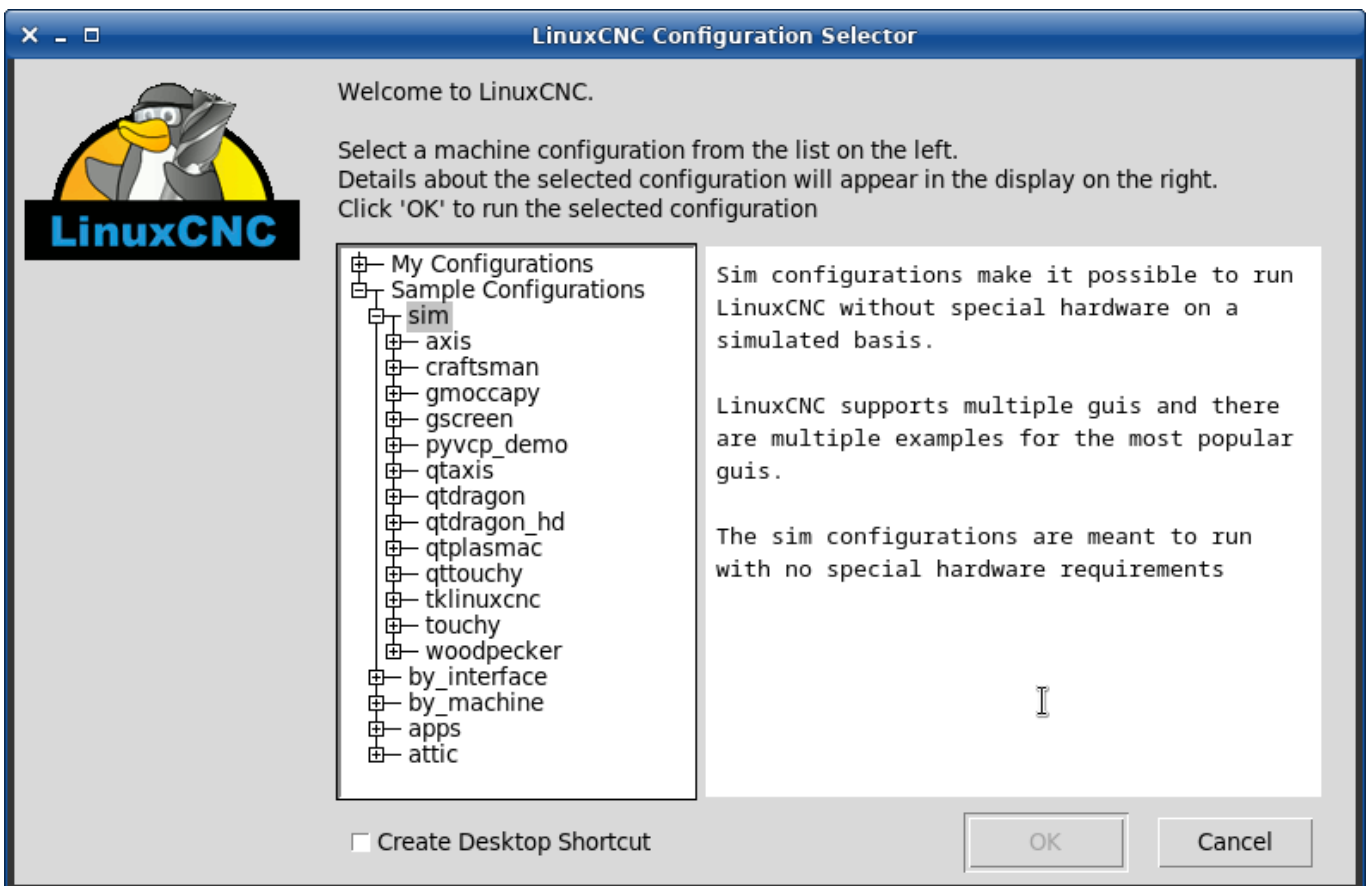 LinuxCNC Configuration Selector
LinuxCNC
Welcome to LinuxCNC.
Select a machine configuration from the list on the left.
Details about the selected configuration will appear in the display on the right.
Click 'OK' to run the selected configuration
My Configurations
Sample Configurations
sim
axis
craftsman
gmoccapy
gscreen
pyvcp_demo
qtaxis
qtdragon
qtdragon_hd
qtplasmac
qttouchy
tklinuxcnc
touchy
woodpecker
by_interface
by_machine
apps
attic
Sim configurations make it possible to run
LinuxCNC without special hardware on a
simulated basis.
LinuxCNC supports multiple guis and there
are multiple examples for the most popular
guis.
The sim configurations are meant to run
with no special hardware requirements
Create Desktop Shortcut
OK
Cancel